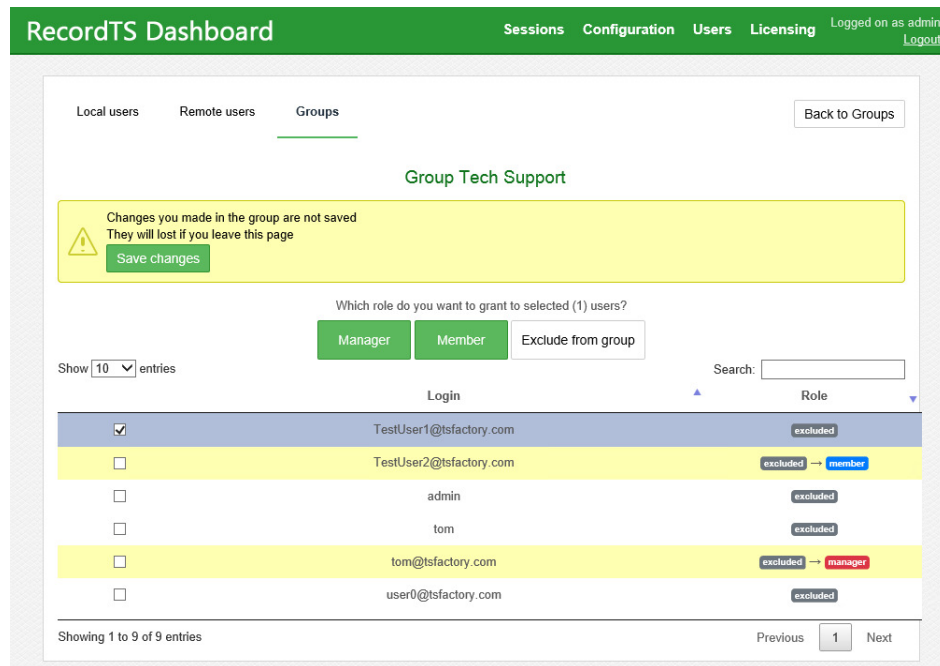 RecordTS Dashboard
Sessions Configuration Users Licensing
Logged on as admin
Logout
Local users Remote users Groups
Back to Groups
Group Tech Support
Changes you made in the group are not saved
They will lost if you leave this page
Save changes
Which role do you want to grant to selected (1) users?
Manager Member Exclude from group
Show 10 entries
Search:
Login Role
TestUser1@tsfactory.com excluded
TestUser2@tsfactory.com excluded → member
admin excluded
tom excluded
tom@tsfactory.com excluded → manager
user0@tsfactory.com excluded
Showing 1 to 9 of 9 entries
Previous 1 Next